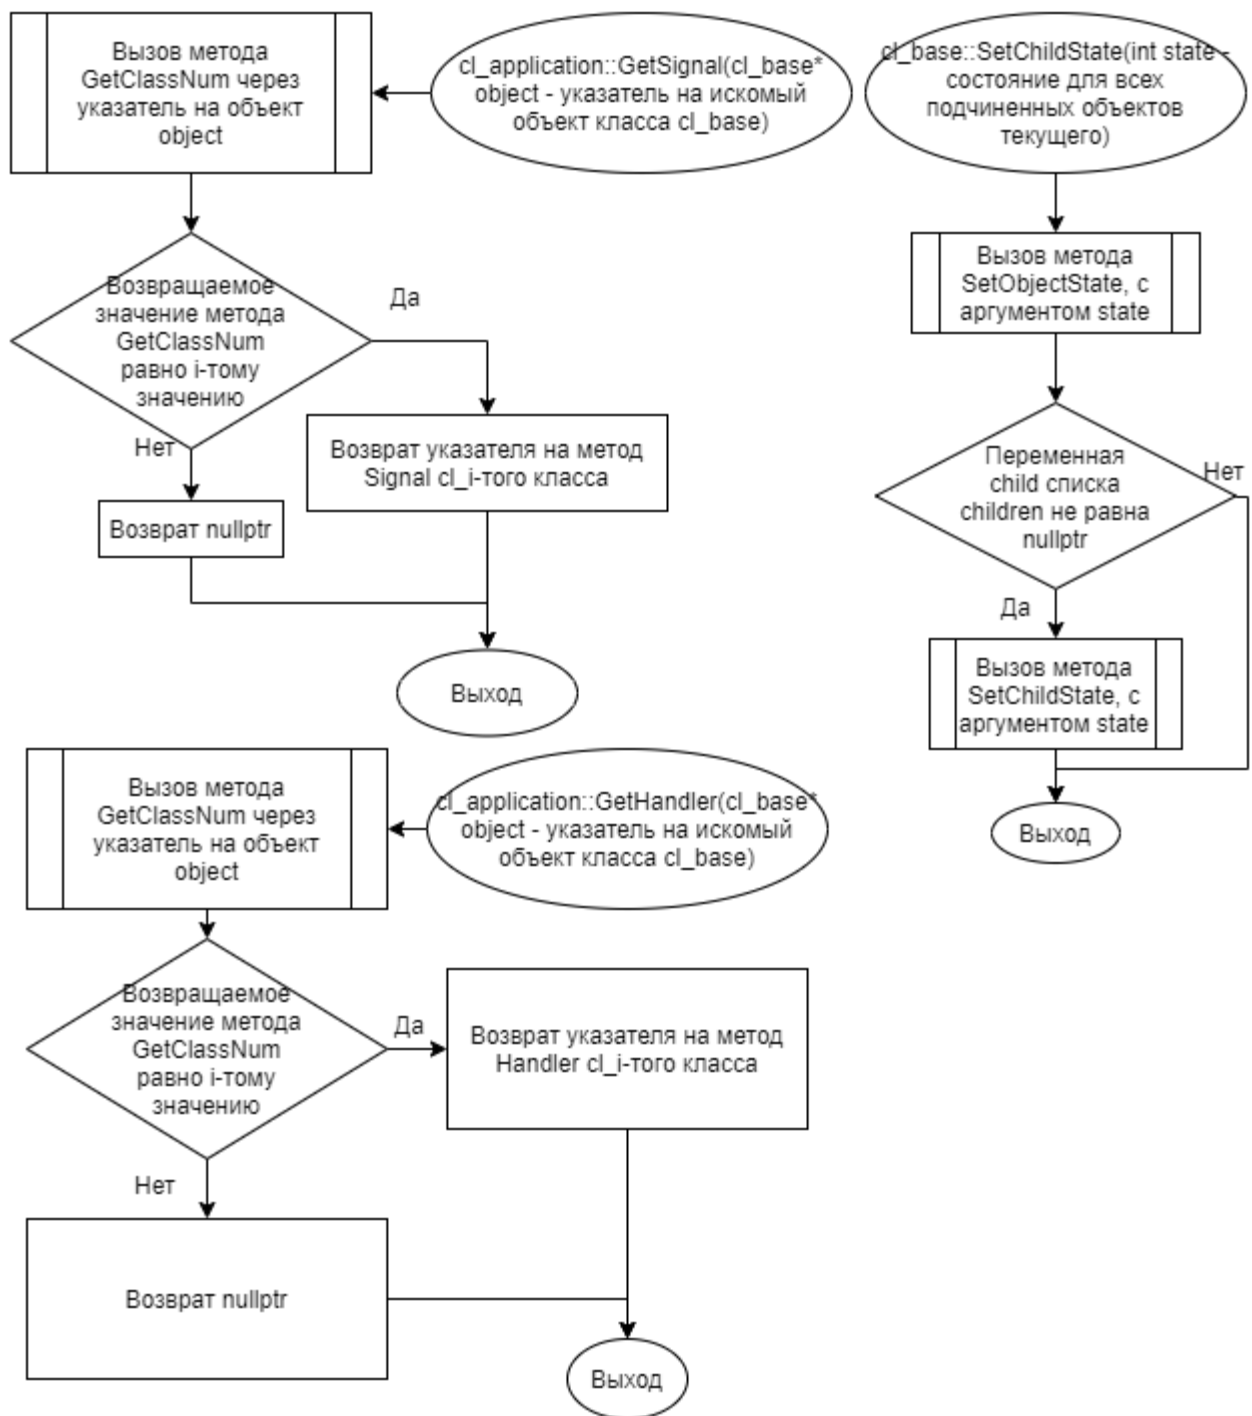 Вызов метода
GetClassNum через
указатель на объект
object
cl_application::GetSignal(cl_base*
object - указатель на искомый
объект класса cl_base)
cl_base::SetChildState(int state -
состояние для всех
подчиненных объектов
текущего)
Возвращаемое
значение метода
GetClassNum
равно i-тому
значению
Да
Нет
Возврат указателя на метод
Signal cl_i-того класса
Возврат nullptr
Выход
Вызов метода
SetObjectState, с
аргументом state
Переменная
child списка
children не равна
nullptr
Нет
Да
Вызов метода
SetChildState, с
аргументом state
Выход
Вызов метода
GetClassNum через
указатель на объект
object
cl_application::GetHandler(cl_base*
object - указатель на искомый
объект класса cl_base)
Возвращаемое
значение метода
GetClassNum
равно i-тому
значению
Да
Возврат указателя на метод
Handler cl_i-того класса
Нет
Возврат nullptr
Выход